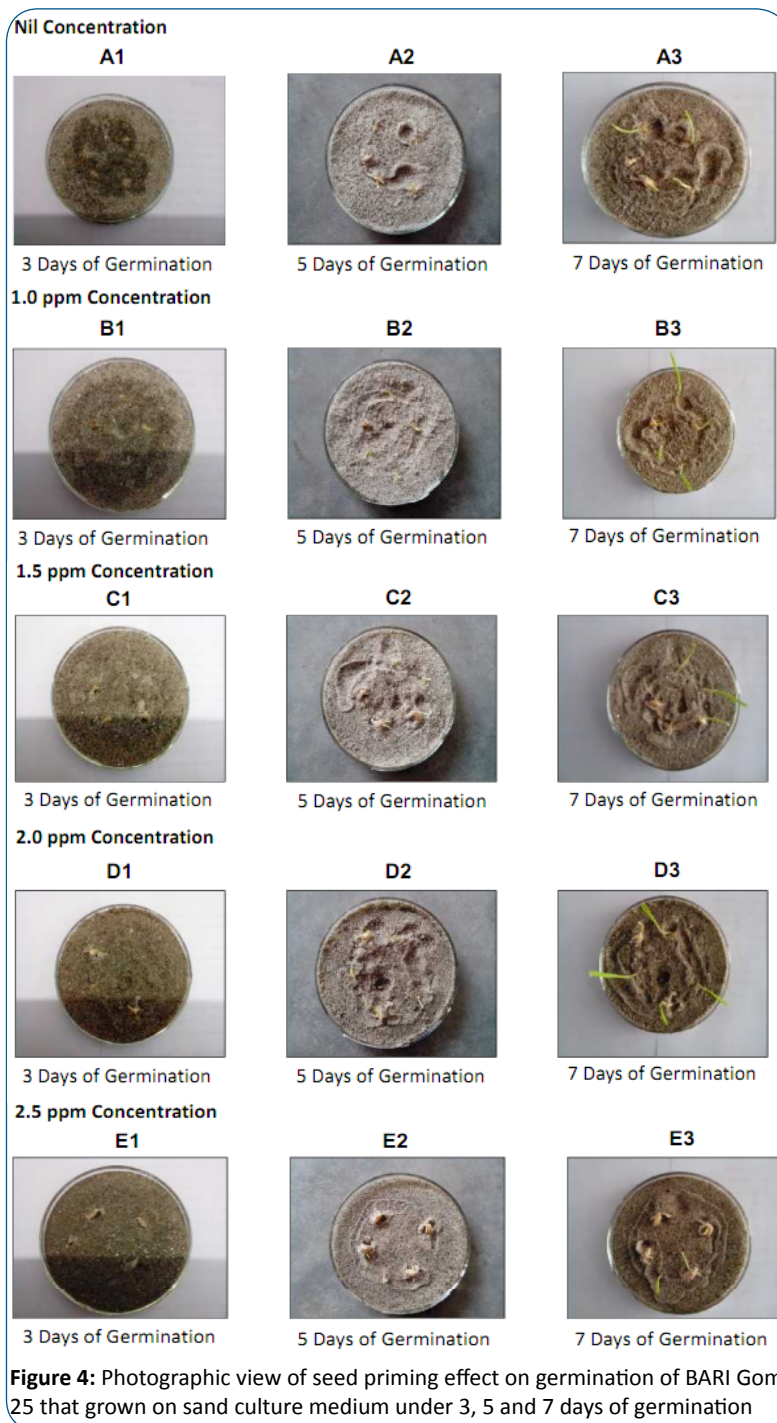 Nil Concentration
A1 A2 A3
3 Days of Germination 5 Days of Germination 7 Days of Germination
1.0 ppm Concentration
B1 B2 B3
3 Days of Germination 5 Days of Germination 7 Days of Germination
1.5 ppm Concentration
C1 C2 C3
3 Days of Germination 5 Days of Germination 7 Days of Germination
2.0 ppm Concentration
D1 D2 D3
3 Days of Germination 5 Days of Germination 7 Days of Germination
2.5 ppm Concentration
E1 E2 E3
3 Days of Germination 5 Days of Germination 7 Days of Germination
Figure 4: Photographic view of seed priming effect on germination of BARI Gom
25 that grown on sand culture medium under 3, 5 and 7 days of germination